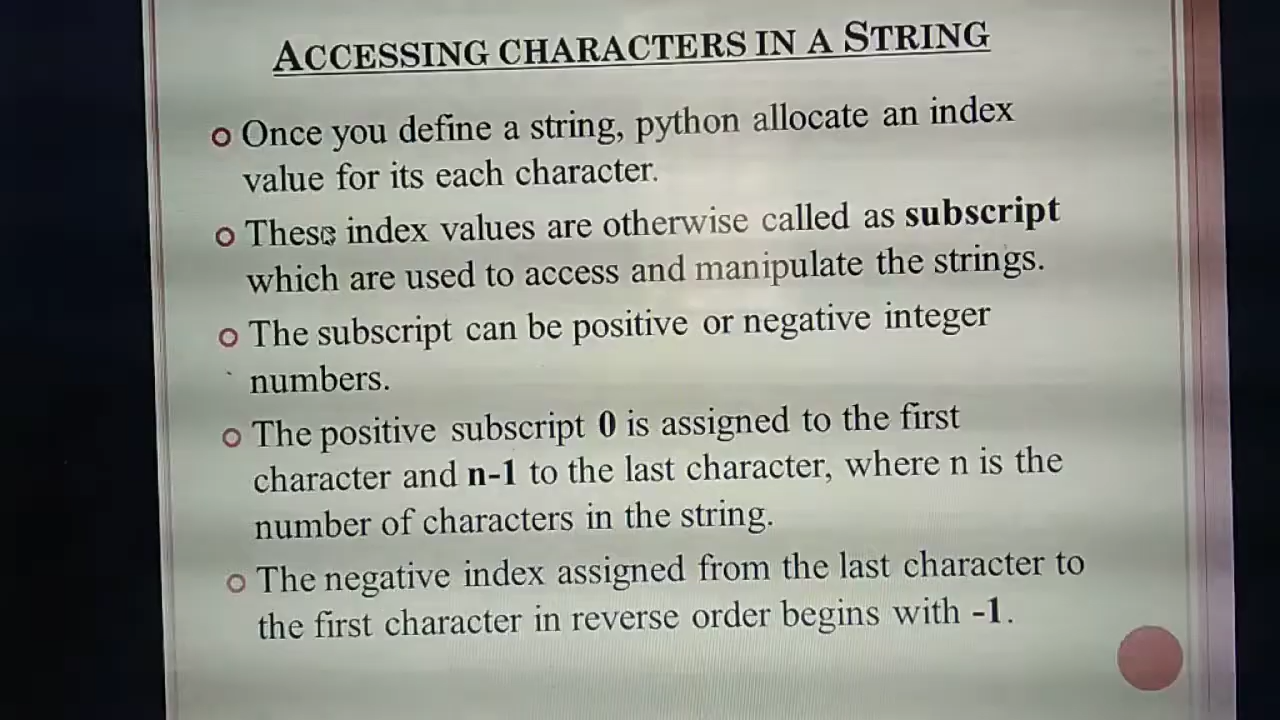 ACCESSING CHARACTERS IN A STRING
Once you define a string, python allocate an index
value for its each character.
These index values are otherwise called as subscript
which are used to access and manipulate the strings.
The subscript can be positive or negative integer
numbers.
The positive subscript 0 is assigned to the first
character and n-1 to the last character, where n is the
number of characters in the string.
The negative index assigned from the last character to
the first character in reverse order begins with -1.